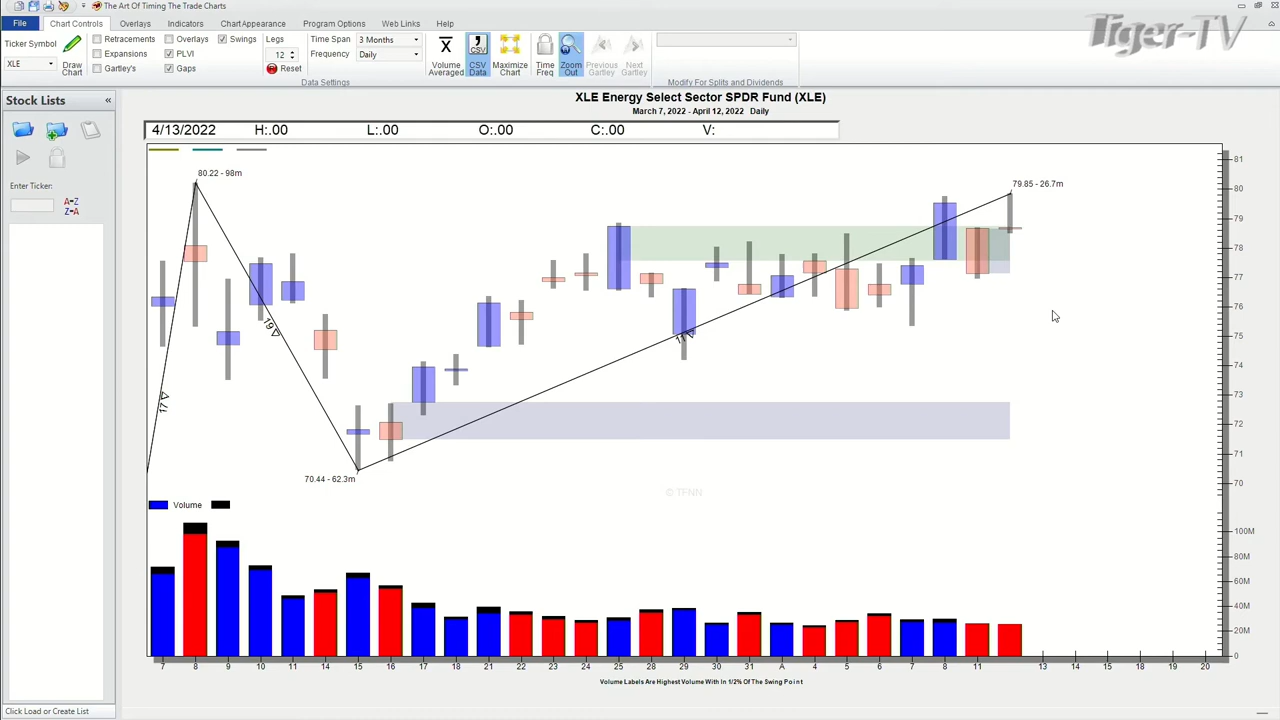 The Art Of Timing The Trade Charts
File Chart Controls Overlays Indicators Chart Appearance Program Options Web Links Help
Tiger-TV
Ticker Symbol
XLE
Draw Chart
Retracements Overlays Swings
Expansions PLVI
Gartley's Gaps
Legs
12
Reset
Time Span 3 Months
Frequency Daily
Data Settings
Volume Averaged
CSV Data
Maximize Chart
Time Freq
Zoom Out
Previous Gartley
Next Gartley
Modify For Splits and Dividends
Stock Lists «
Enter Ticker:
A-Z
Z-A
Click Load or Create List
XLE Energy Select Sector SPDR Fund (XLE)
March 7, 2022 - April 12, 2022 Daily
4/13/2022 H:.00 L:.00 O:.00 C:.00 V:
80.22 - 98m
79.85 - 26.7m
70.44 - 62.3m
17
19
11
81
80
79
78
77
76
75
74
73
72
71
70
© TFNN
Volume
100M
80M
60M
40M
20M
0
7 8 9 10 11 14 15 16 17 18 21 22 23 24 25 28 29 30 31 A 4 5 6 7 8 11 13 14 15 18 19 20
Volume Labels Are Highest Volume With In 1/2% Of The Swing Point